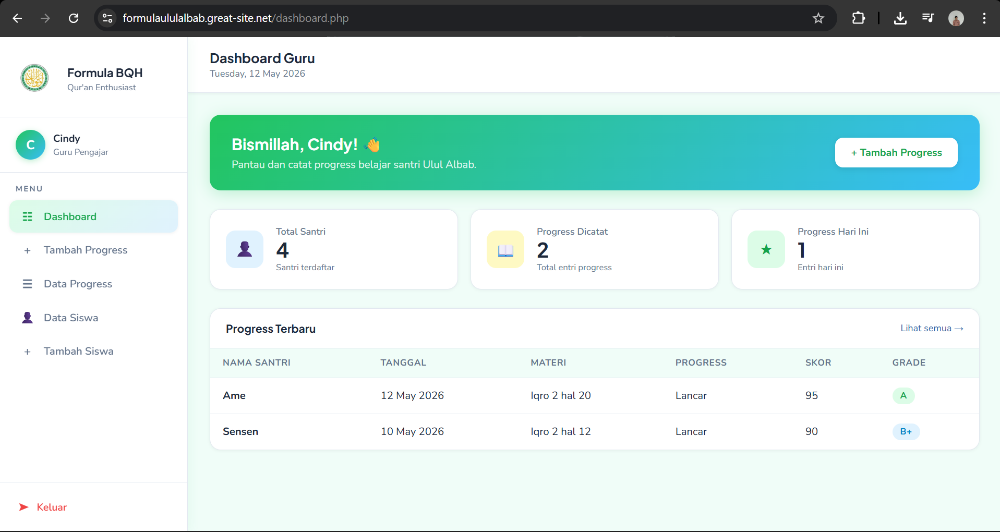 formulaululalbab.great-site.net/dashboard.php
Formula BQH
Qur'an Enthusiast
Cindy
Guru Pengajar
C
MENU
Dashboard
+ Tambah Progress
Data Progress
Data Siswa
+ Tambah Siswa
Keluar
Dashboard Guru
Tuesday, 12 May 2026
Bismillah, Cindy! 👋
Pantau dan catat progress belajar santri Ulul Albab.
+ Tambah Progress
Total Santri
4
Santri terdaftar
Progress Dicatat
2
Total entri progress
Progress Hari Ini
1
Entri hari ini
Progress Terbaru
Lihat semua →
NAMA SANTRI TANGGAL MATERI PROGRESS SKOR GRADE
Ame 12 May 2026 Iqro 2 hal 20 Lancar 95 A
Sensen 10 May 2026 Iqro 2 hal 12 Lancar 90 B+